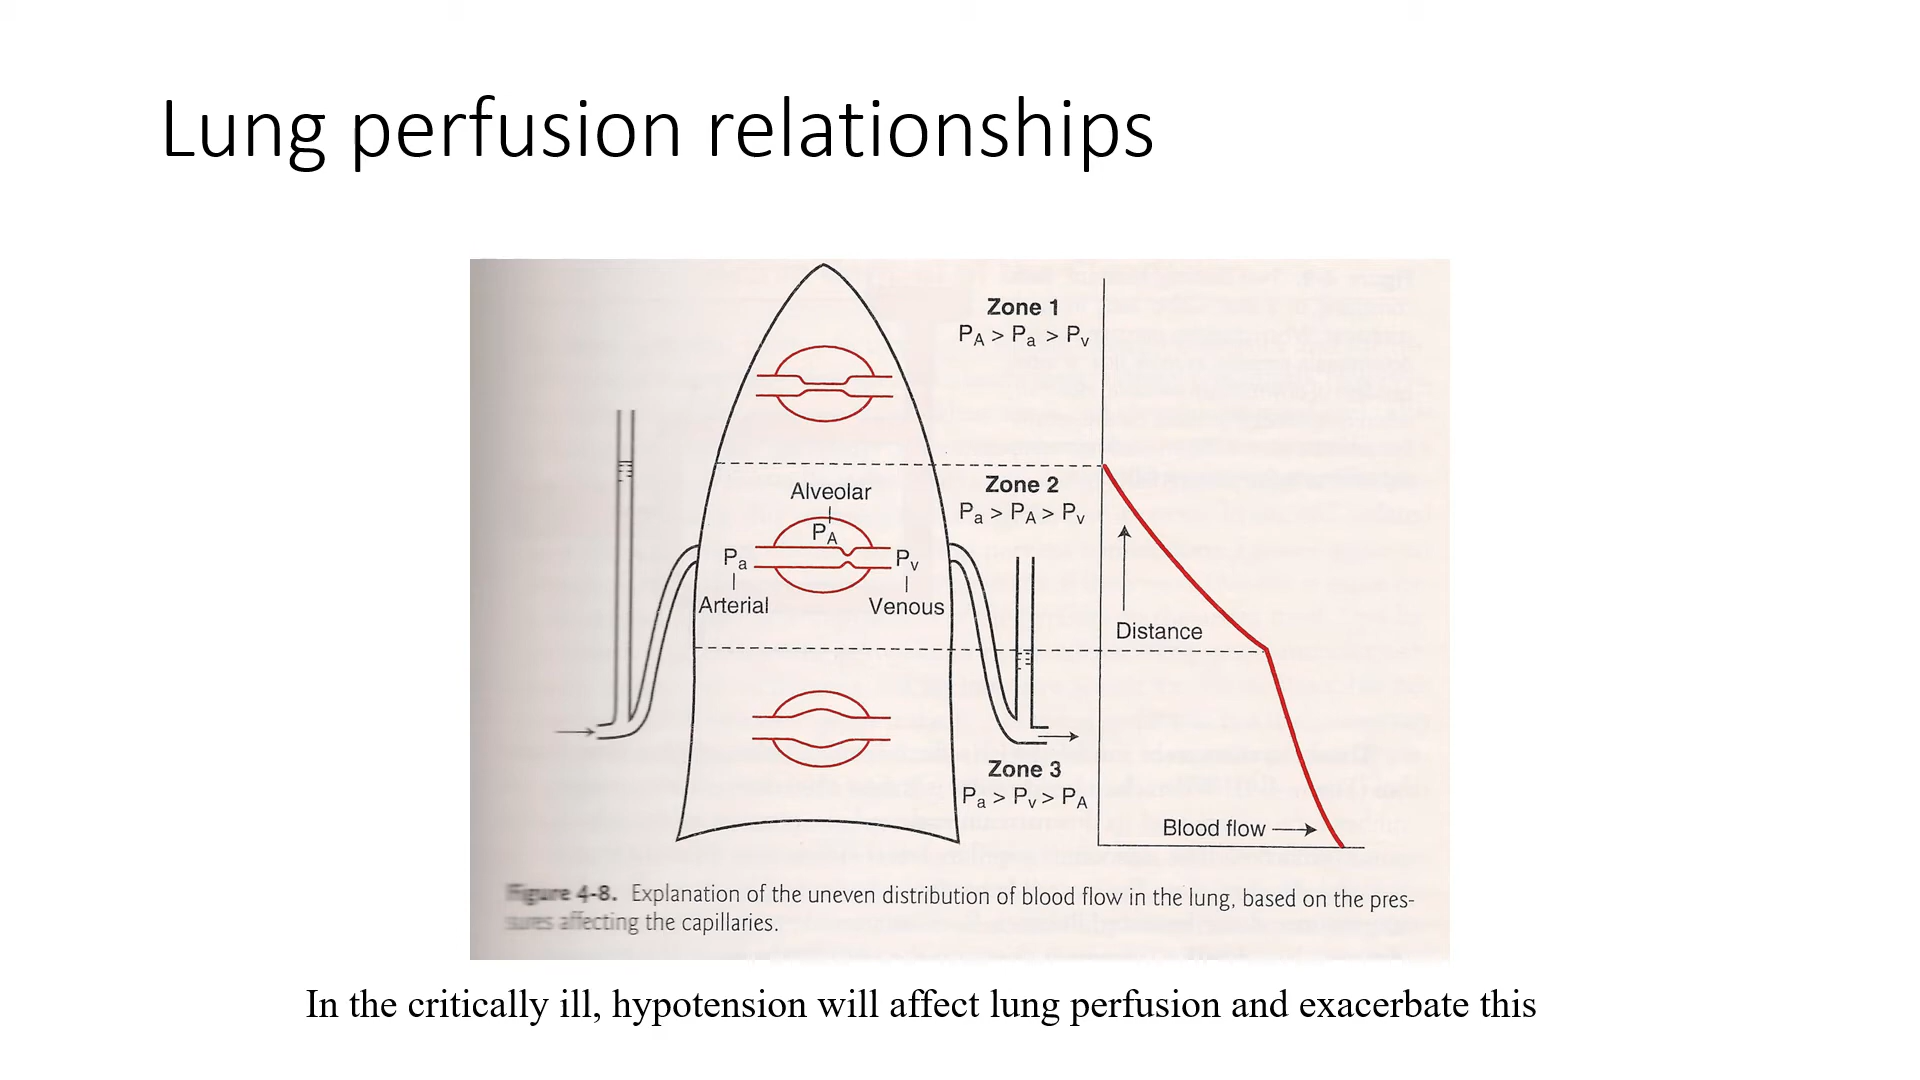 Lung perfusion relationships
Zone 1
PA > Pa > Pv
Zone 2
Pa > PA > Pv
Alveolar
PA
Pa
Pv
Arterial
Venous
Distance
Zone 3
Pa > Pv > PA
Blood flow
Figure 4-8. Explanation of the uneven distribution of blood flow in the lung, based on the pres-
sures affecting the capillaries.
In the critically ill, hypotension will affect lung perfusion and exacerbate this